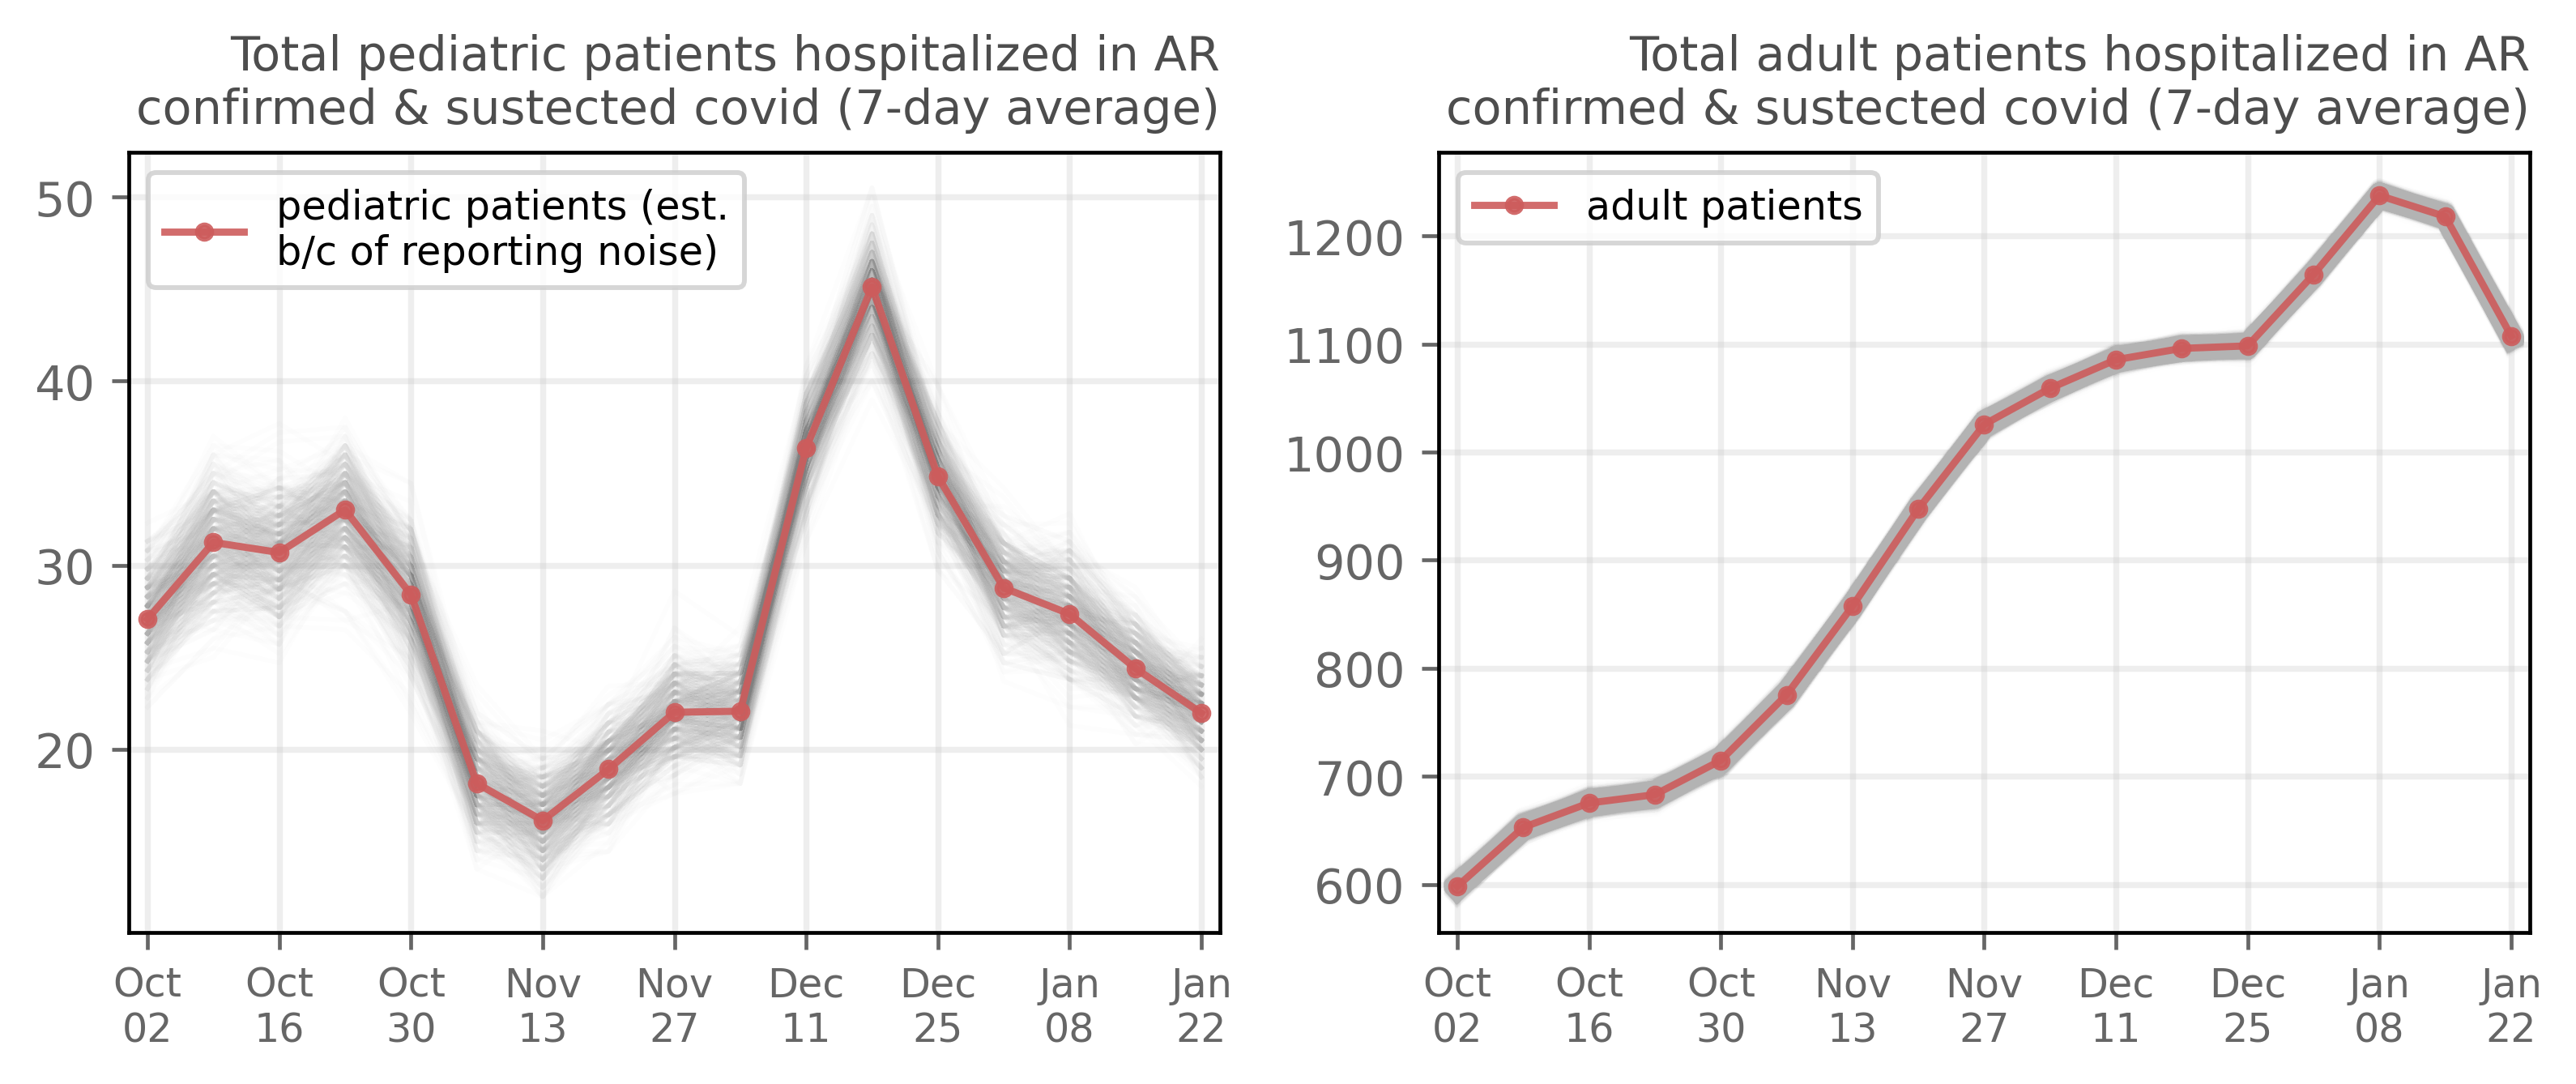 Total pediatric patients hospitalized in AR
confirmed & sustected covid (7-day average)
pediatric patients (est.
b/c of reporting noise)
50
40
30
20
Oct Oct Oct Nov Nov Dec Dec Jan Jan
02 16 30 13 27 11 25 08 22
Total adult patients hospitalized in AR
confirmed & sustected covid (7-day average)
adult patients
1200
1100
1000
900
800
700
600
Oct Oct Oct Nov Nov Dec Dec Jan Jan
02 16 30 13 27 11 25 08 22